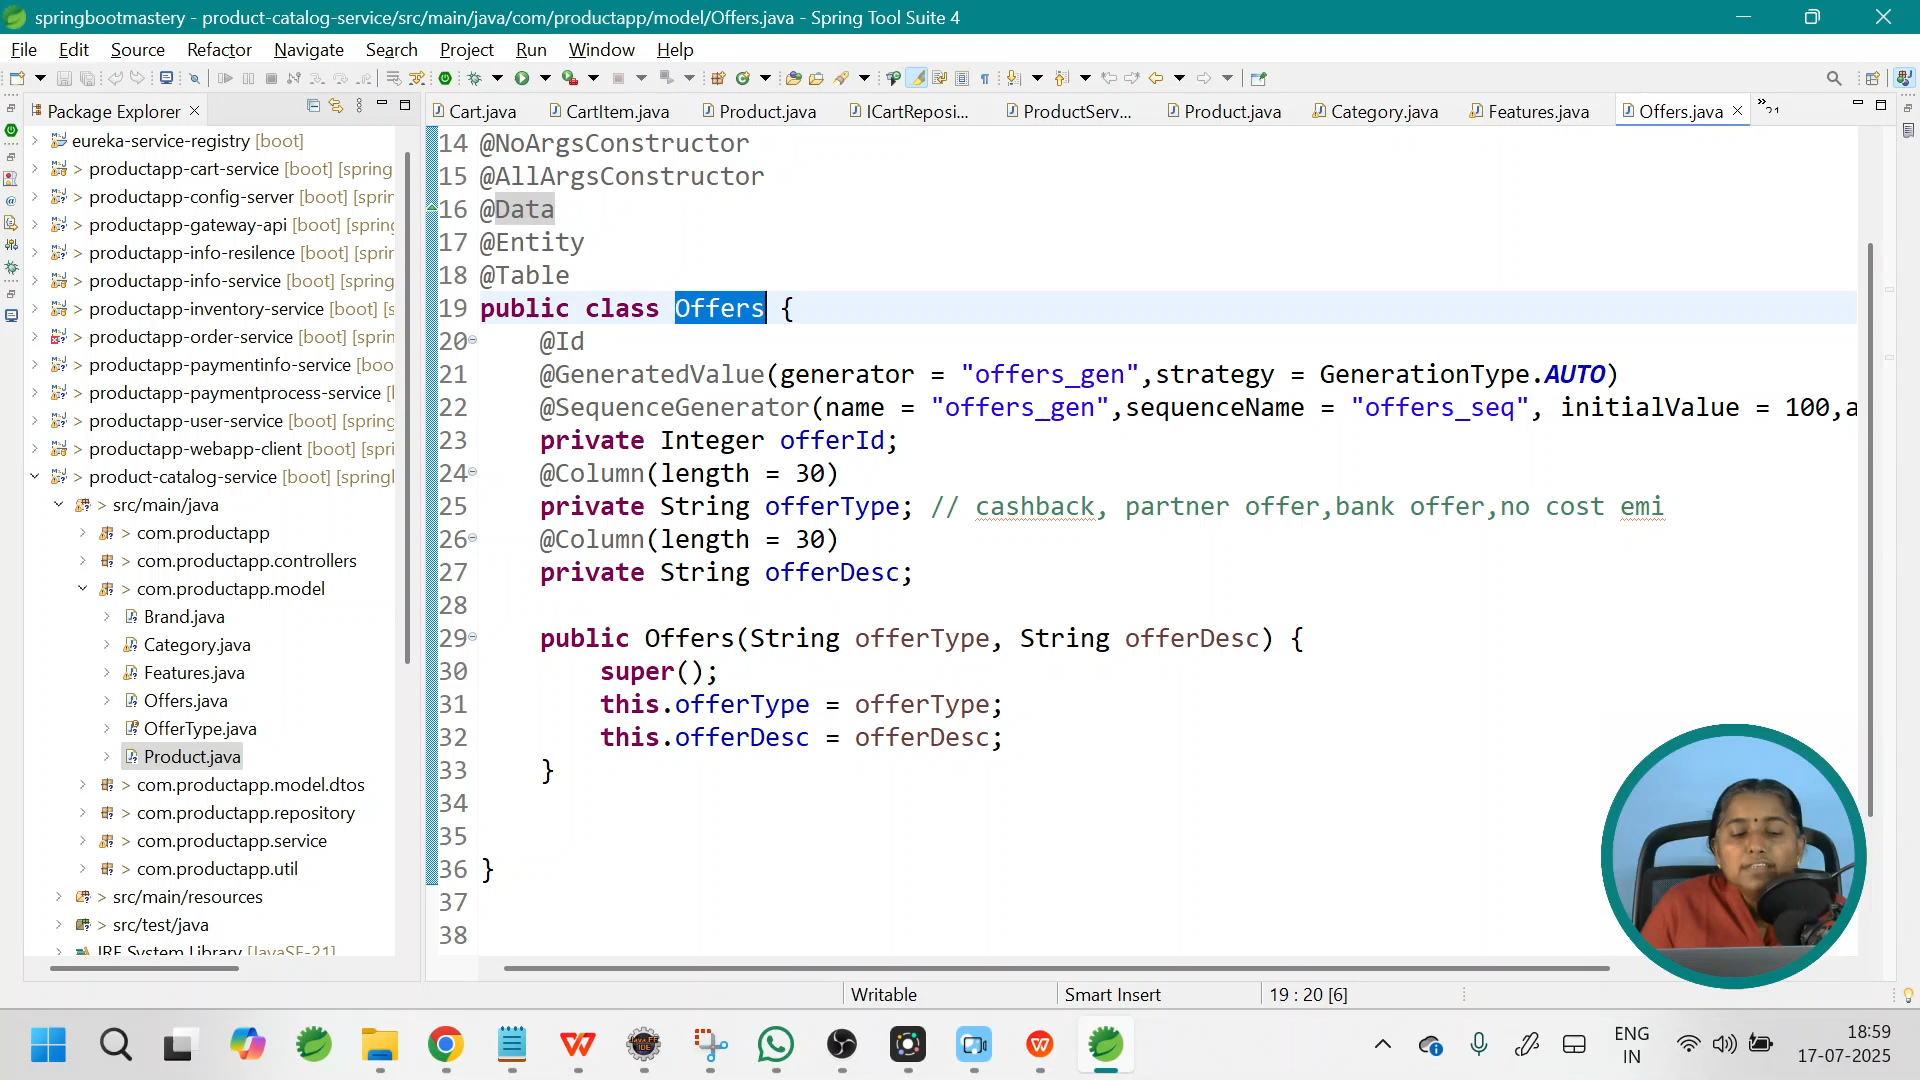 springbootmastery - product-catalog-service/src/main/java/com/productapp/model/Offers.java - Spring Tool Suite 4
File Edit Source Refactor Navigate Search Project Run Window Help
Package Explorer
Cart.java CartItem.java Product.java ICartReposi... ProductServ... Product.java Category.java Features.java Offers.java »21
eureka-service-registry [boot]
> productapp-cart-service [boot] [spring
> productapp-config-server [boot] [sprin
> productapp-gateway-api [boot] [spring
> productapp-info-resilence [boot] [sprin
> productapp-info-service [boot] [spring
> productapp-inventory-service [boot] [s
> productapp-order-service [boot] [sprin
> productapp-paymentinfo-service [boo
> productapp-paymentprocess-service [
> productapp-user-service [boot] [spring
> productapp-webapp-client [boot] [spri
> product-catalog-service [boot] [spring
> src/main/java
> com.productapp
> com.productapp.controllers
> com.productapp.model
Brand.java
Category.java
Features.java
Offers.java
OfferType.java
Product.java
> com.productapp.model.dtos
> com.productapp.repository
> com.productapp.service
> com.productapp.util
> src/main/resources
> src/test/java
JRE System Library [JavaSE-21]
14 @NoArgsConstructor
15 @AllArgsConstructor
16 @Data
17 @Entity
18 @Table
19 public class Offers {
20 @Id
21 @GeneratedValue(generator = "offers_gen",strategy = GenerationType.AUTO)
22 @SequenceGenerator(name = "offers_gen",sequenceName = "offers_seq", initialValue = 100,a
23 private Integer offerId;
24 @Column(length = 30)
25 private String offerType; // cashback, partner offer,bank offer,no cost emi
26 @Column(length = 30)
27 private String offerDesc;
28
29 public Offers(String offerType, String offerDesc) {
30 super();
31 this.offerType = offerType;
32 this.offerDesc = offerDesc;
33 }
34
35
36 }
37
38
Writable Smart Insert 19 : 20 [6]
ENG
IN
18:59
17-07-2025